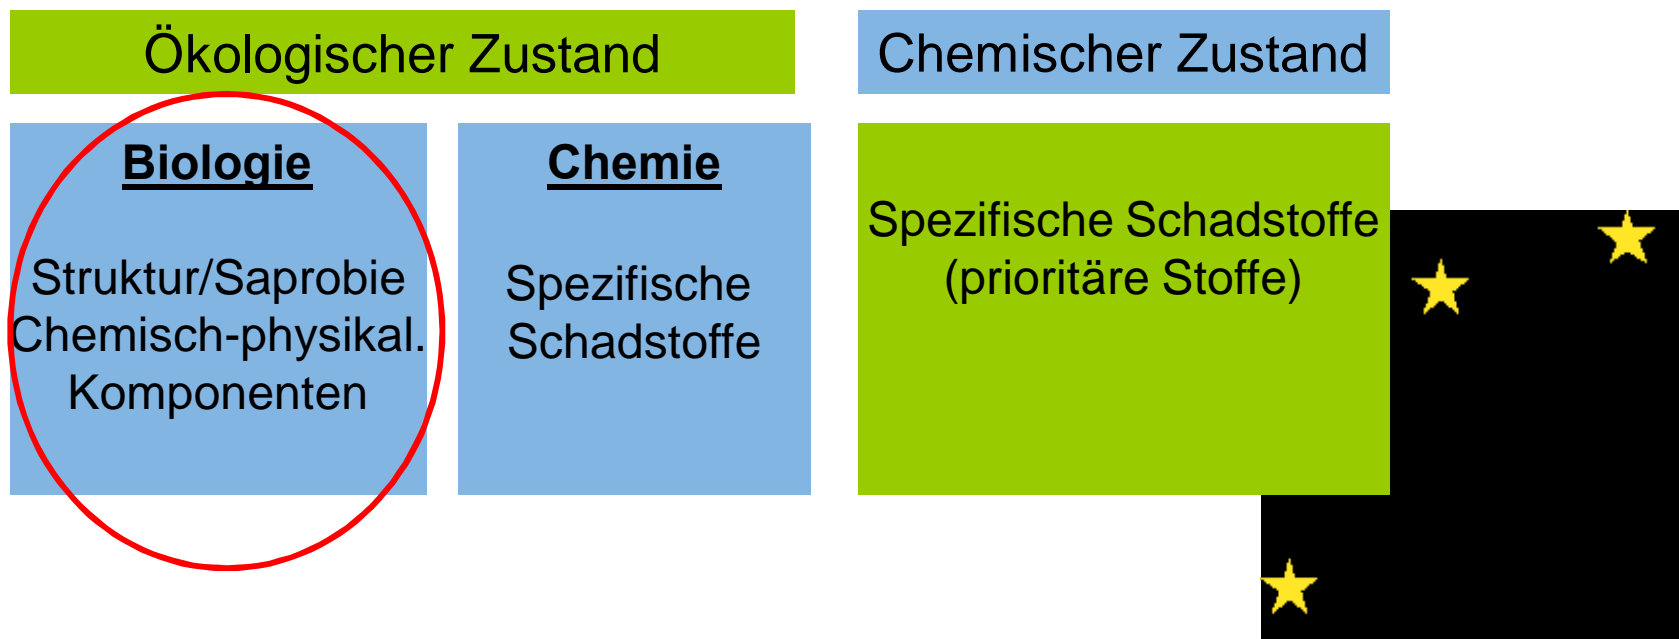 Ökologischer Zustand
Chemischer Zustand
Biologie
Struktur/Saprobie
Chemisch-physikal.
Komponenten
Chemie
Spezifische
Schadstoffe
Spezifische Schadstoffe
(prioritäre Stoffe)